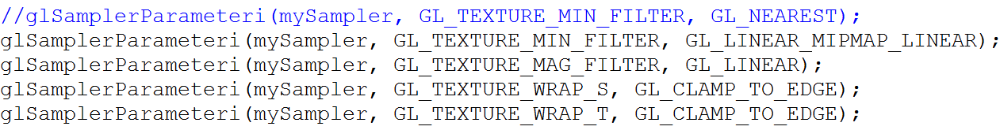 //glSamplerParameteri(mySampler, GL_TEXTURE_MIN_FILTER, GL_NEAREST);
glSamplerParameteri(mySampler, GL_TEXTURE_MIN_FILTER, GL_LINEAR_MIPMAP_LINEAR);
glSamplerParameteri(mySampler, GL_TEXTURE_MAG_FILTER, GL_LINEAR);
glSamplerParameteri(mySampler, GL_TEXTURE_WRAP_S, GL_CLAMP_TO_EDGE);
glSamplerParameteri(mySampler, GL_TEXTURE_WRAP_T, GL_CLAMP_TO_EDGE);